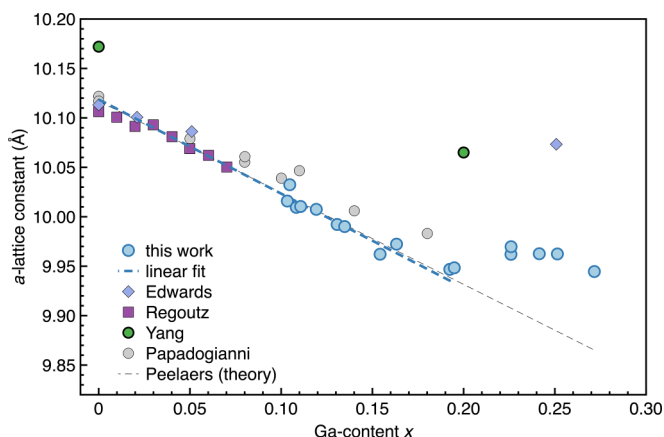 10.20
10.15
10.10
10.05
10.00
9.95
9.90
9.85
a-lattice constant (Å)
this work
linear fit
Edwards
Regoutz
Yang
Papadogianni
Peelaers (theory)
0 0.05 0.10 0.15 0.20 0.25 0.30
Ga-content x